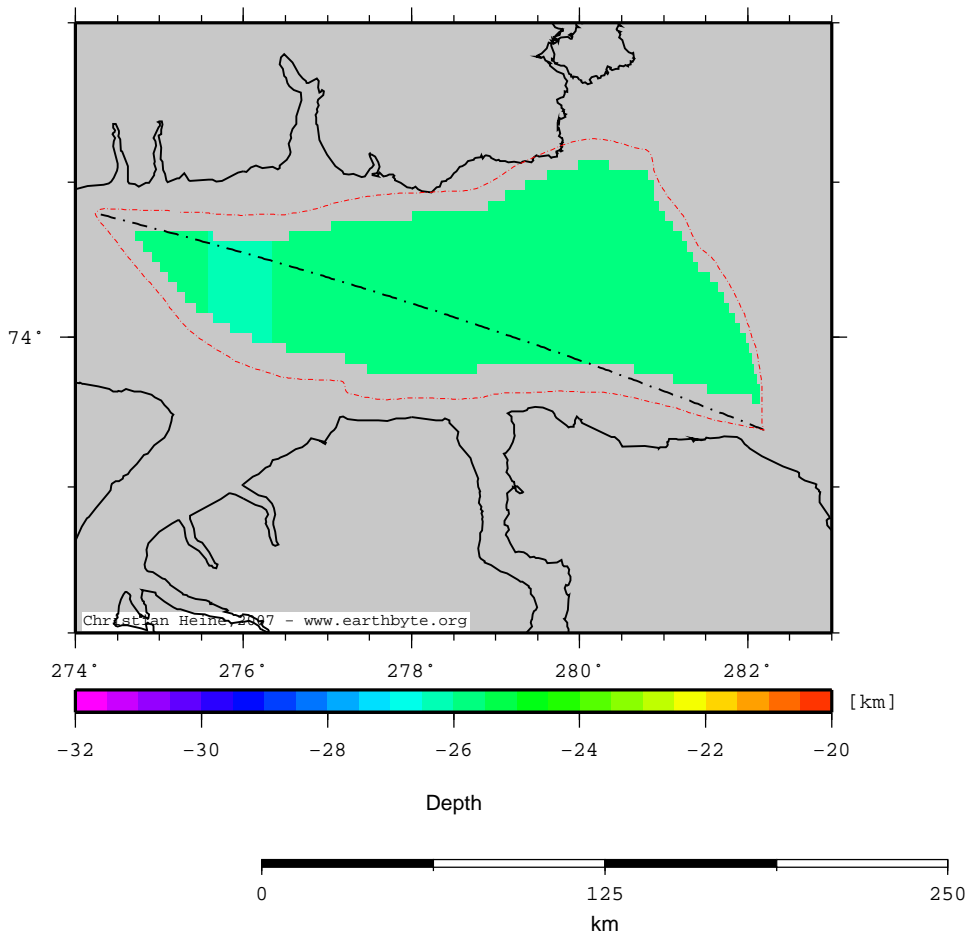 74°
Christian Heine, 2007 - www.earthbyte.org
274° 276° 278° 280° 282°
[km]
-32 -30 -28 -26 -24 -22 -20
Depth
0 125 250
km